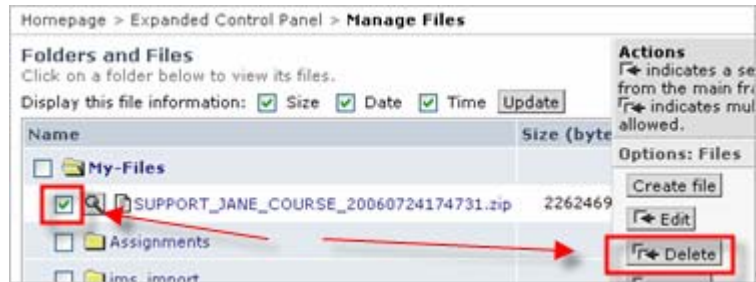 Homepage > Expanded Control Panel > Manage Files
Folders and Files
Click on a folder below to view its files.
Display this file information: Size Date Time Update
Name Size (byte
My-Files
SUPPORT_JANE_COURSE_20060724174731.zip 2262469
Assignments
ims_import
Actions
indicates a se
from the main fra
indicates mul
allowed.
Options: Files
Create file
Edit
Delete